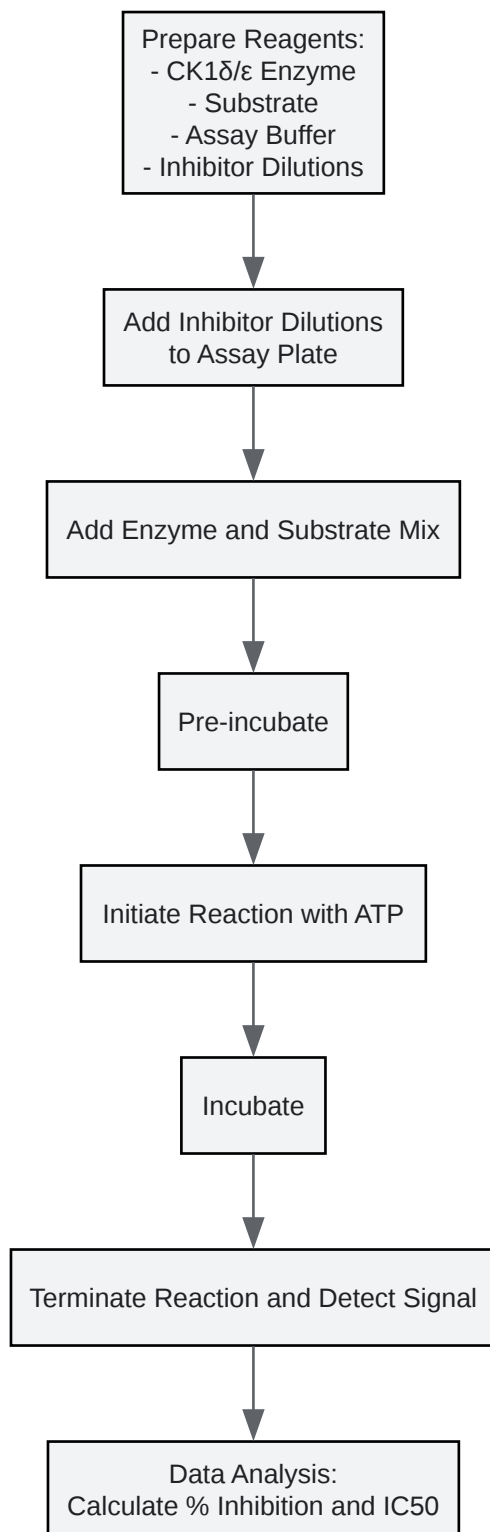 Prepare Reagents:
- CK1δ/ε Enzyme
- Substrate
- Assay Buffer
- Inhibitor Dilutions
Add Inhibitor Dilutions
to Assay Plate
Add Enzyme and Substrate Mix
Pre-incubate
Initiate Reaction with ATP
Incubate
Terminate Reaction and Detect Signal
Data Analysis:
Calculate % Inhibition and IC50